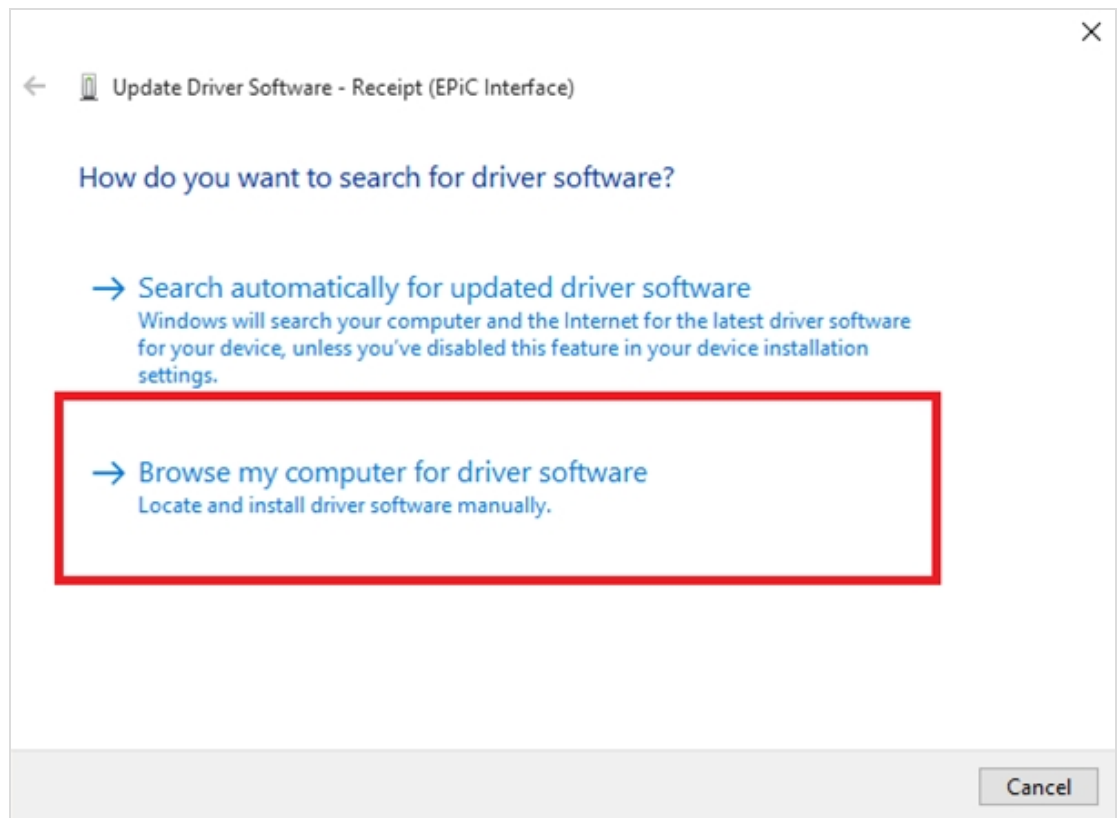 Update Driver Software - Receipt (EPiC Interface)
How do you want to search for driver software?
Search automatically for updated driver software
Windows will search your computer and the Internet for the latest driver software
for your device, unless you've disabled this feature in your device installation
settings.
Browse my computer for driver software
Locate and install driver software manually.
Cancel